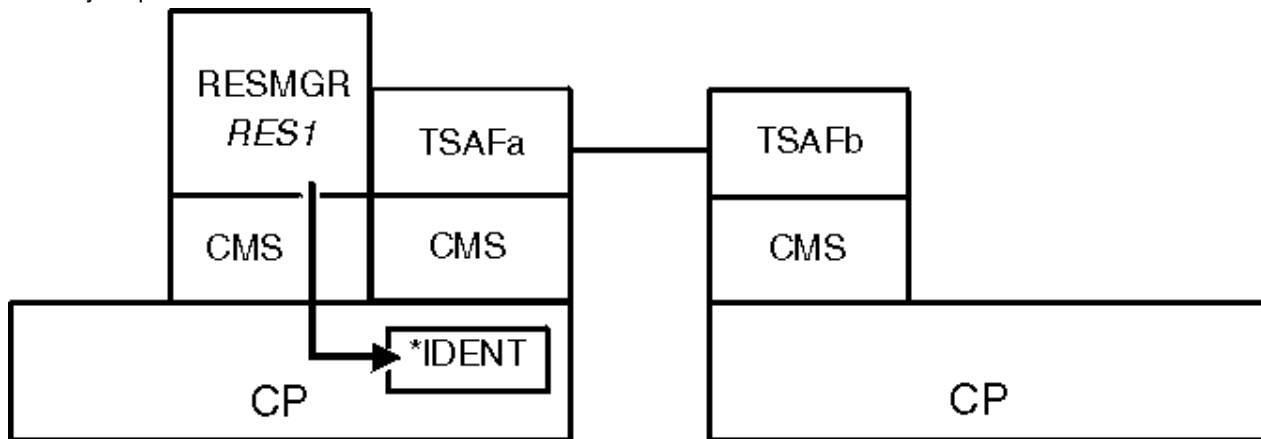 RESMGR
RES1
TSAFa
TSAFb
CMS
CMS
CMS
*IDENT
CP
CP